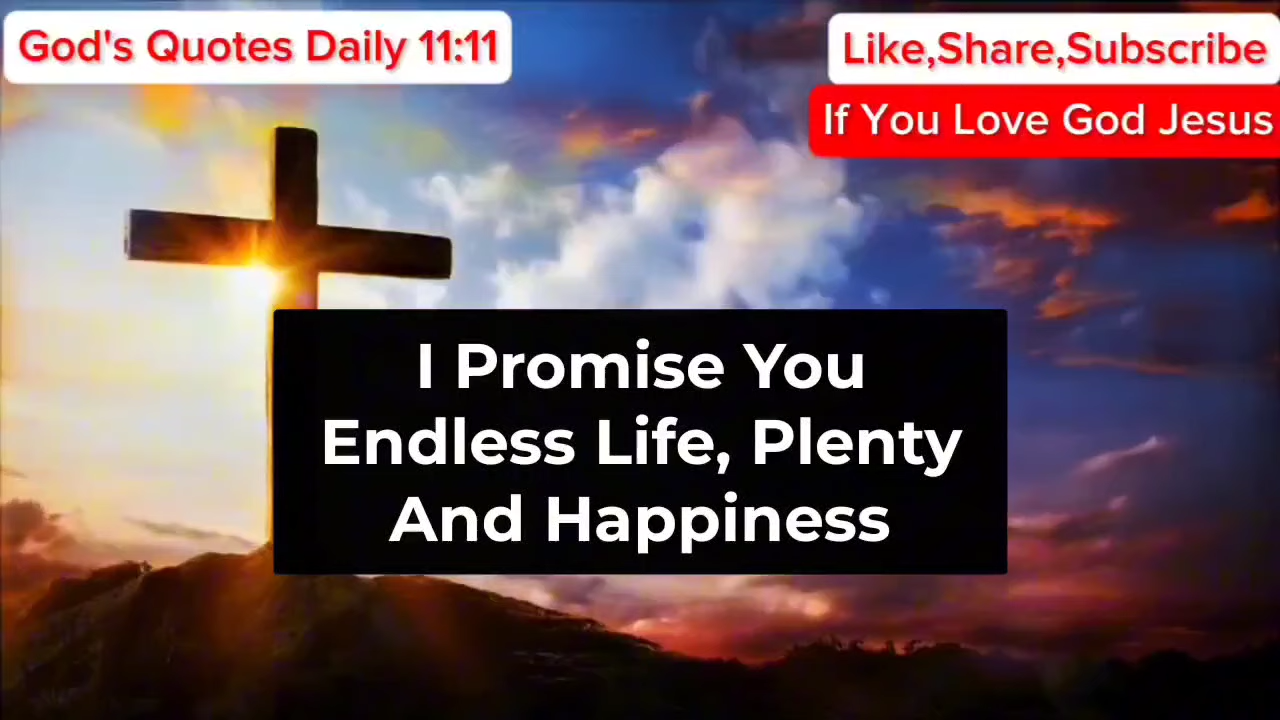 God's Quotes Daily 11:11
Like,Share,Subscribe
If You Love God Jesus
I Promise You
Endless Life, Plenty
And Happiness